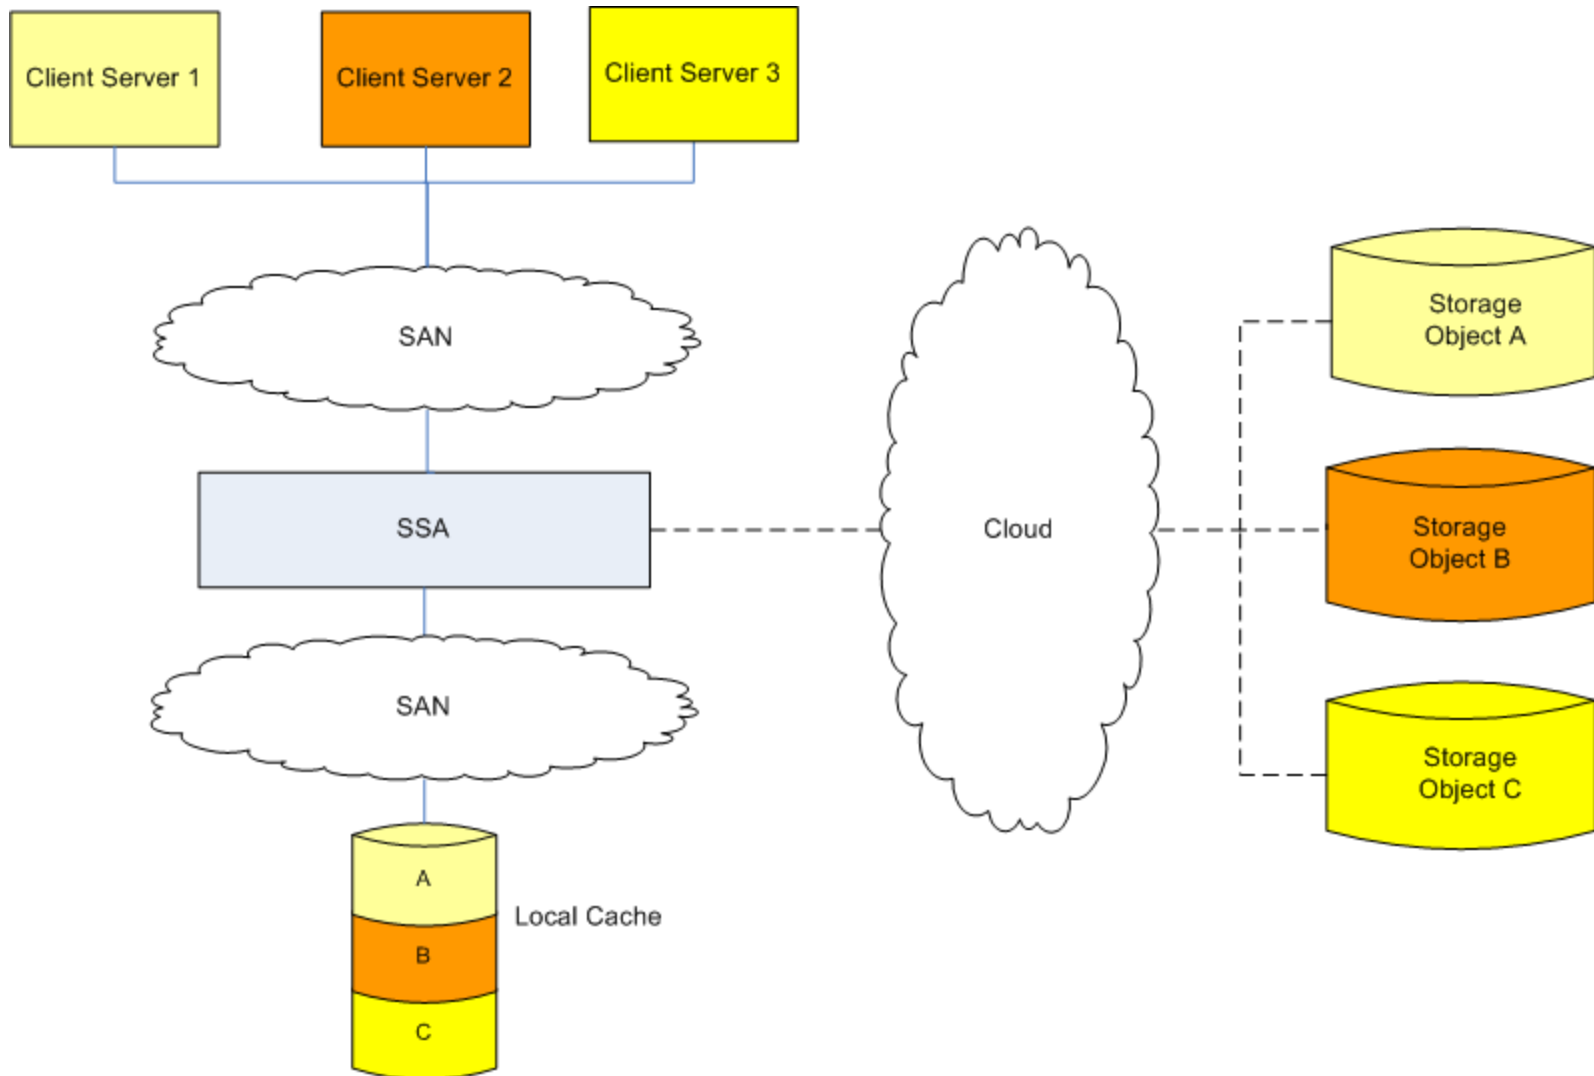 Client Server 1
Client Server 2
Client Server 3
SAN
Storage
Object A
SSA
Cloud
Storage
Object B
SAN
Storage
Object C
A
Local Cache
B
C